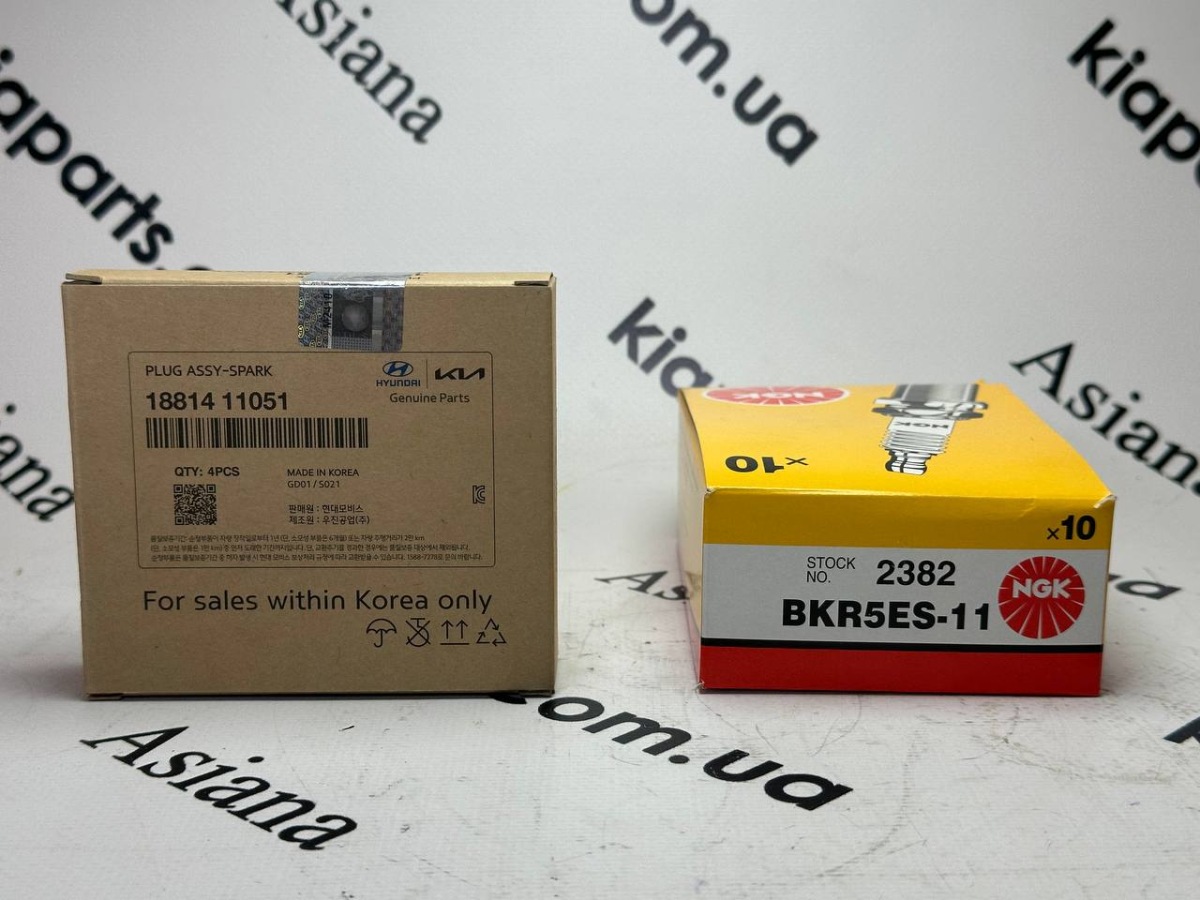 Asiana
com.ua
kiaparts.
kiap
kia
Asiana
PLUG ASSY-SPARK
HYUNDAI
KIA
18814 11051
Genuine Parts
QTY: 4PCS
MADE IN KOREA
GD01 / S021
판매원 : 현대모비스
제조원 : 우진공업(주)
For sales within Korea only
NGK
NGK
x10
x10
STOCK
NO.
2382
BKR5ES-11
NGK
om.ua
Asiana